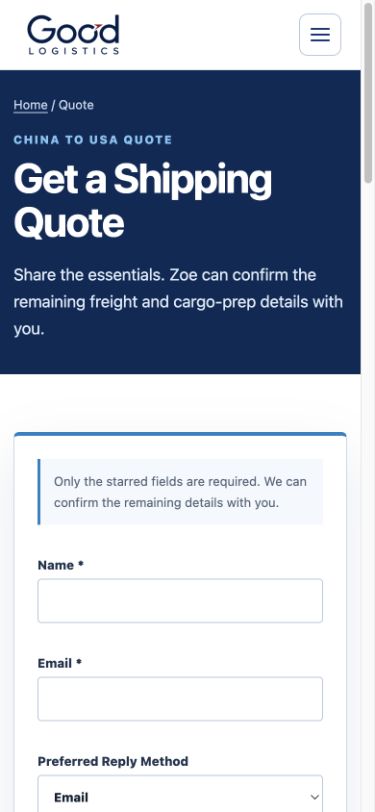 Good
LOGISTICS
Home / Quote
CHINA TO USA QUOTE
Get a Shipping
Quote
Share the essentials. Zoe can confirm the
remaining freight and cargo-prep details with
you.
Only the starred fields are required. We can
confirm the remaining details with you.
Name *
Email *
Preferred Reply Method
Email